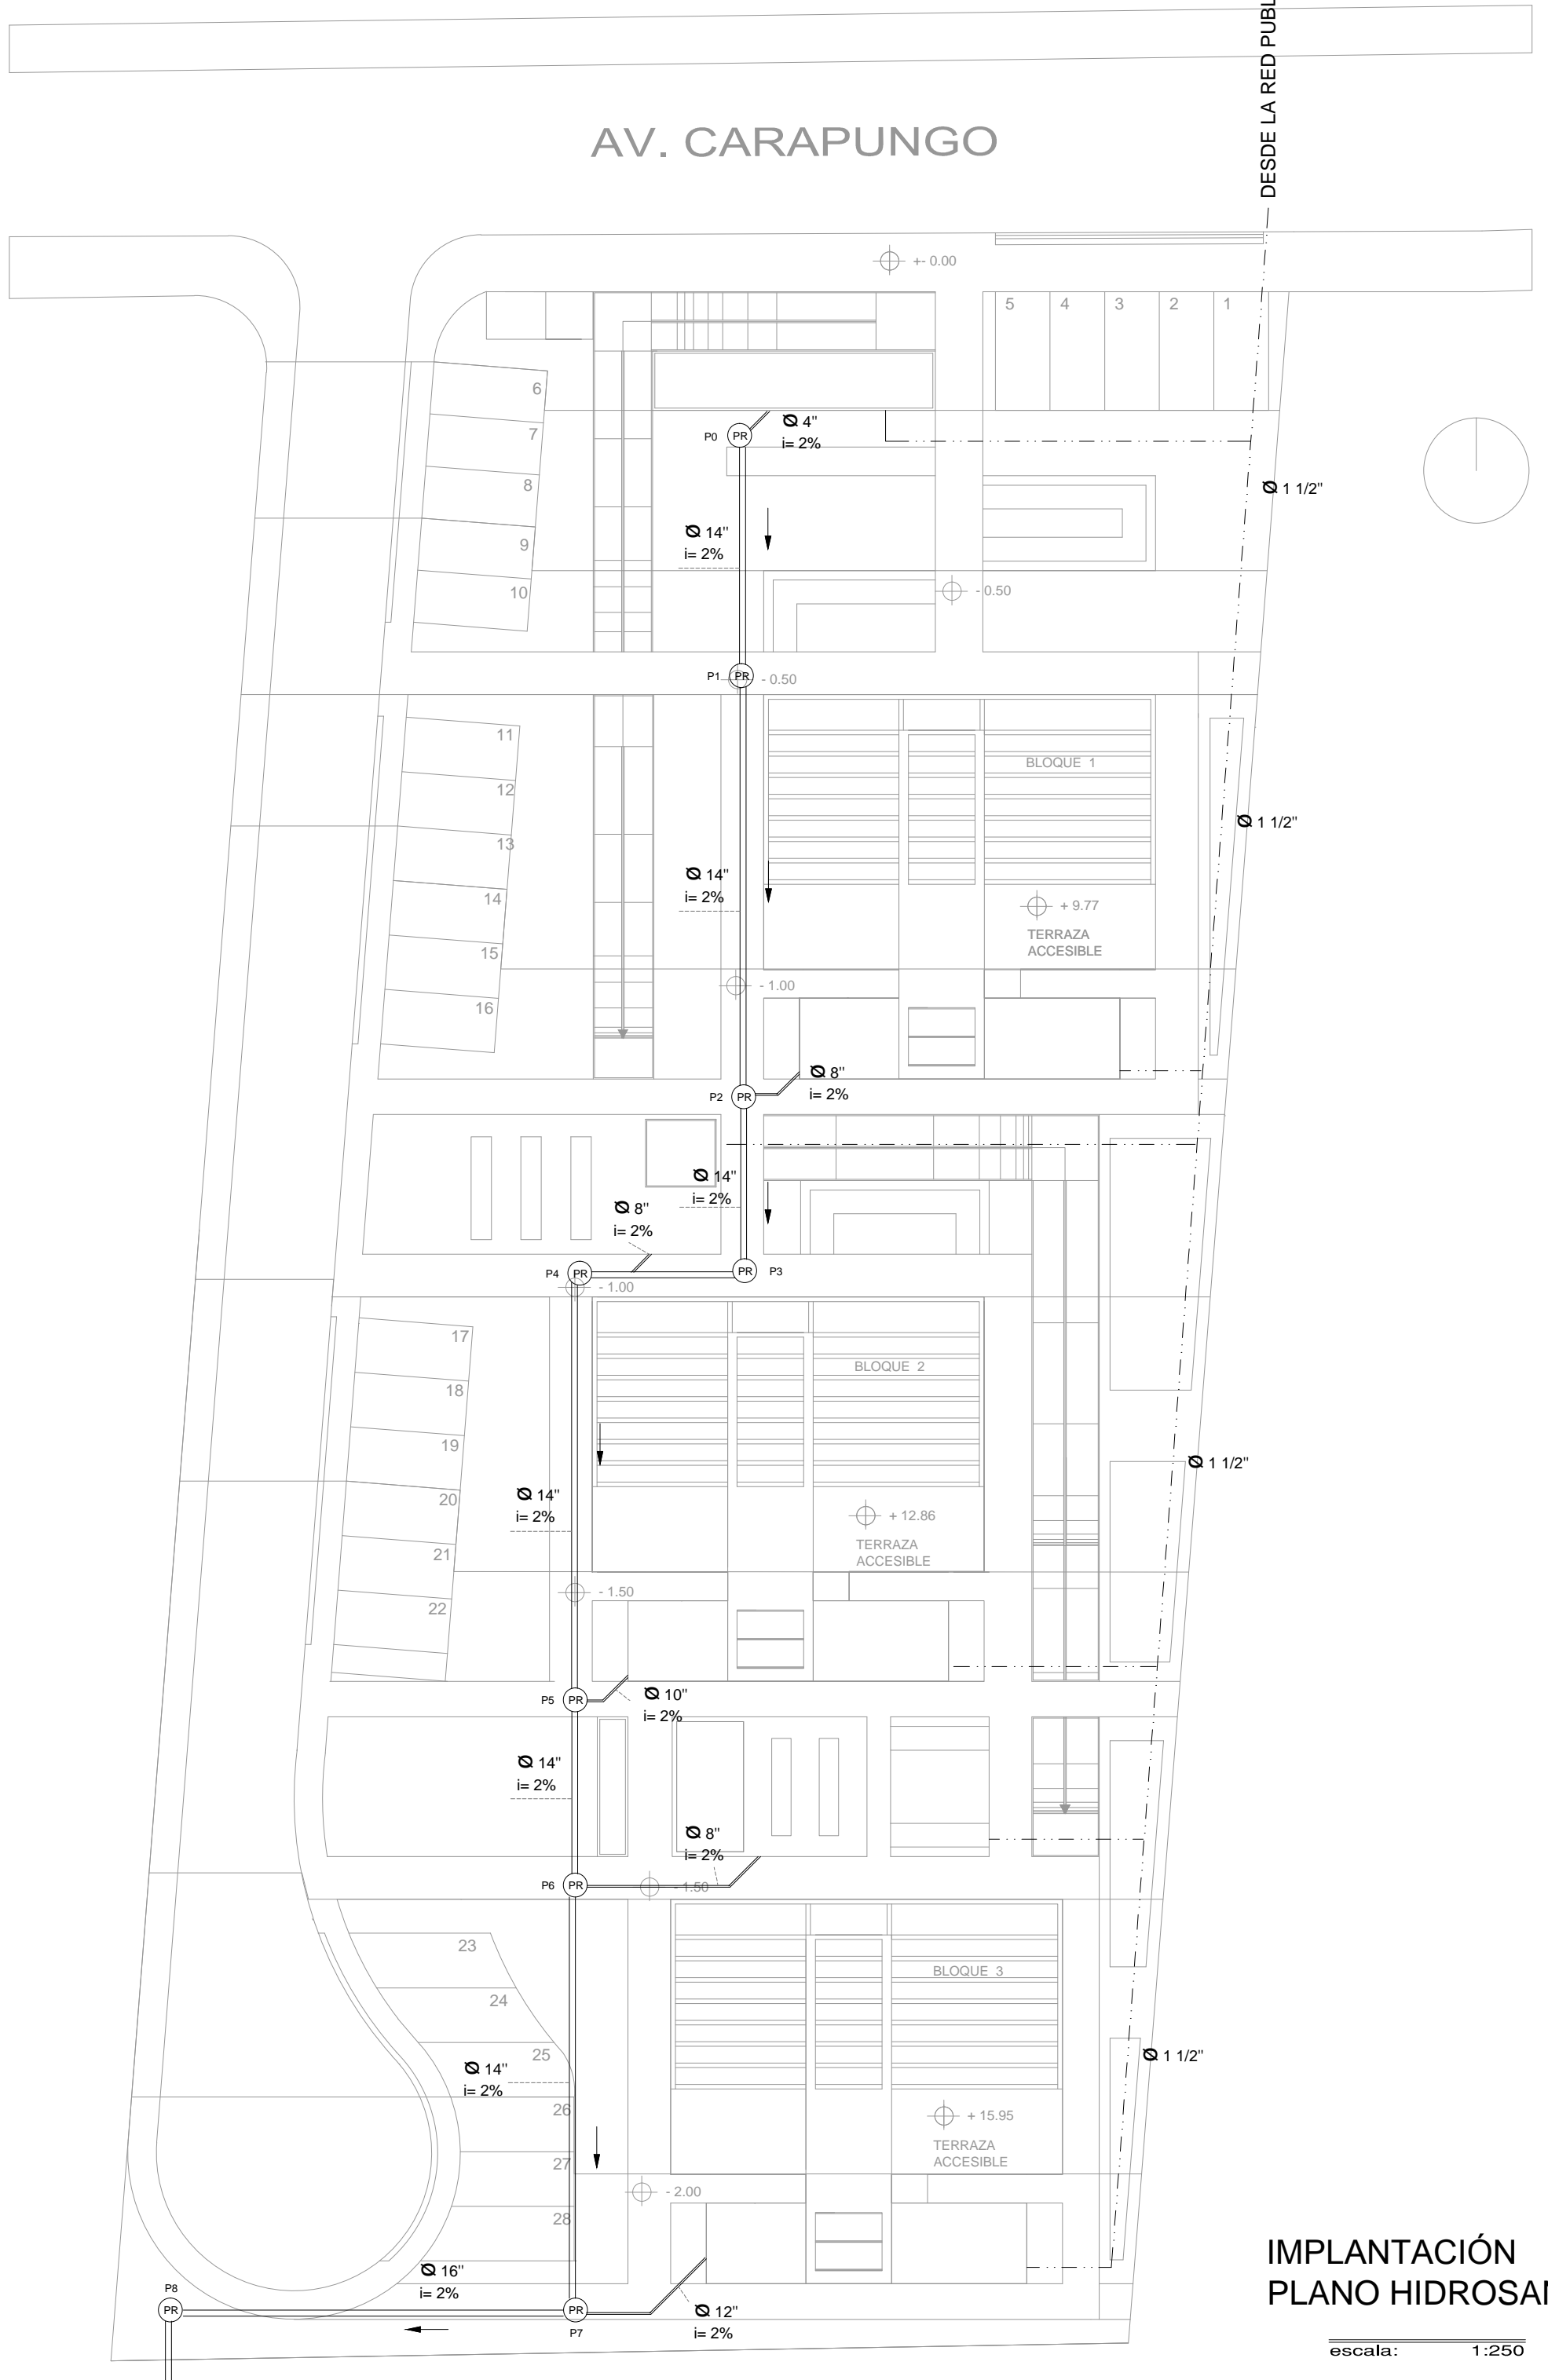 DESDE LA RED PUBL
AV. CARAPUNGO
+- 0.00
5
4
3
2
1
6
Ø 4"
i= 2%
P0
PR
7
8
Ø 1 1/2"
Ø 14"
i= 2%
9
10
- 0.50
P1
PR
- 0.50
11
BLOQUE 1
12
Ø 1 1/2"
13
Ø 14"
i= 2%
14
+ 9.77
TERRAZA
ACCESIBLE
15
- 1.00
16
Ø 8"
i= 2%
P2
PR
Ø 14"
i= 2%
Ø 8"
i= 2%
P4
PR
PR
P3
- 1.00
17
BLOQUE 2
18
19
Ø 1 1/2"
20
Ø 14"
i= 2%
+ 12.86
TERRAZA
ACCESIBLE
21
- 1.50
22
P5
PR
Ø 10"
i= 2%
Ø 14"
i= 2%
Ø 8"
i= 2%
P6
PR
- 1.50
23
BLOQUE 3
24
25
Ø 14"
i= 2%
Ø 1 1/2"
26
+ 15.95
TERRAZA
ACCESIBLE
27
- 2.00
28
Ø 16"
i= 2%
P8
PR
PR
P7
Ø 12"
i= 2%
IMPLANTACIÓN
PLANO HIDROSAN
escala: 1:250